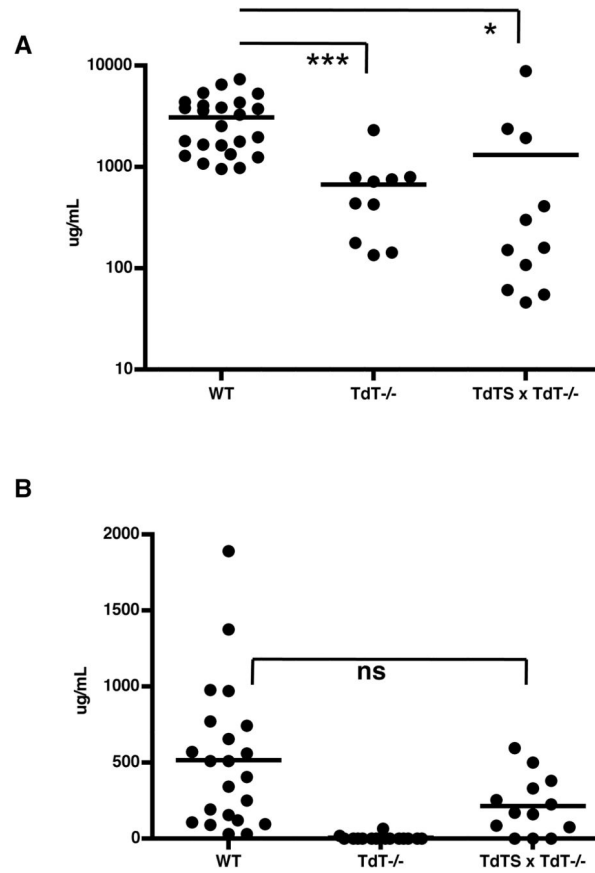 A
***
*
10000
1000
100
10
ug/mL
WT TdT-/- TdTS x TdT-/-
B
2000
1500
1000
500
0
ug/mL
ns
WT TdT-/- TdTS x TdT-/-